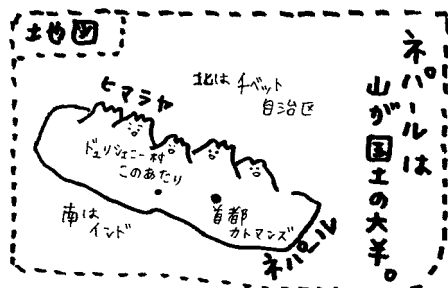 地図
ネパールは
山が国土の大半。
北はチベット
自治区
ヒマラヤ
ドュリシェニー村
このあたり
首都
カトマンズ
南は
インド
ネパール